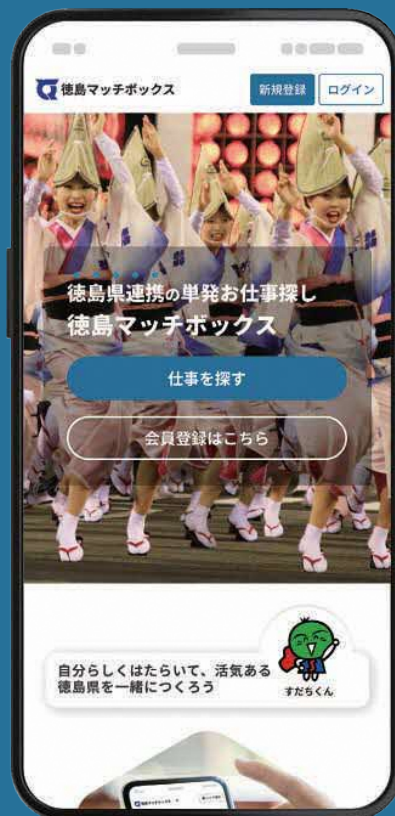 徳島マッチボックス
新規登録
ログイン
徳島県連携の単発お仕事探し
徳島マッチボックス
仕事を探す
会員登録はこちら
自分らしくはたらいて、活気ある
徳島県を一緒につくろう
すだちくん